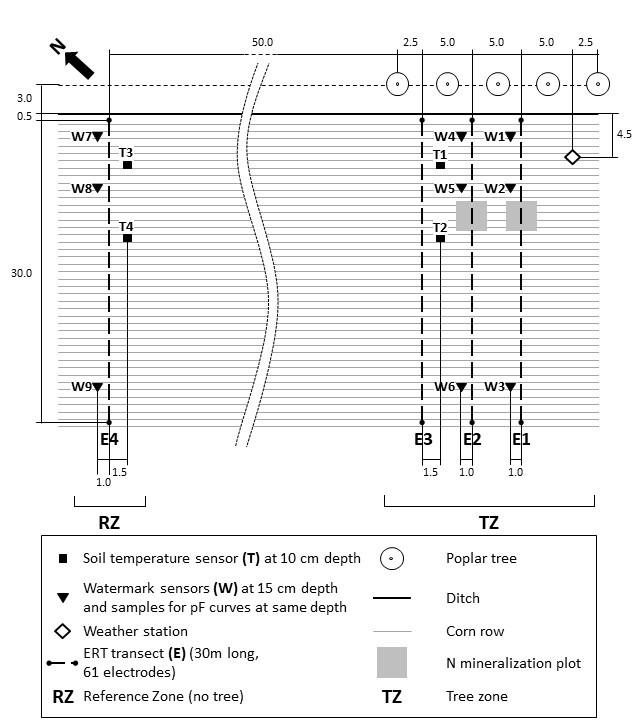 N
50.0
2.5
5.0
5.0
5.0
2.5
3.0
0.5
4.5
30.0
W7
W4
W1
T3
T1
W8
W5
W2
T4
T2
W9
W6
W3
E4
E3
E2
E1
1.5
1.0
1.5
1.0
1.0
RZ
TZ
Soil temperature sensor (T) at 10 cm depth
Poplar tree
Watermark sensors (W) at 15 cm depth
and samples for pF curves at same depth
Ditch
Weather station
Corn row
ERT transect (E) (30m long,
61 electrodes)
N mineralization plot
RZ Reference Zone (no tree)
TZ Tree zone